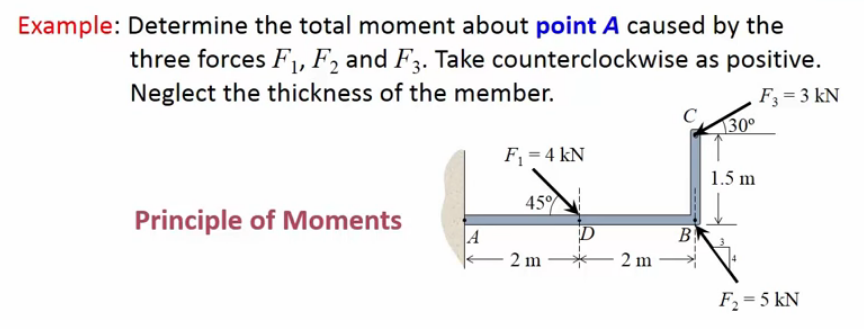 Example: Determine the total moment about point A caused by the
three forces F₁, F₂ and F₃. Take counterclockwise as positive.
Neglect the thickness of the member.
F₃ = 3 kN
C
30°
F₁ = 4 kN
1.5 m
45°
Principle of Moments
A
D
B
3
4
2 m
2 m
F₂ = 5 kN